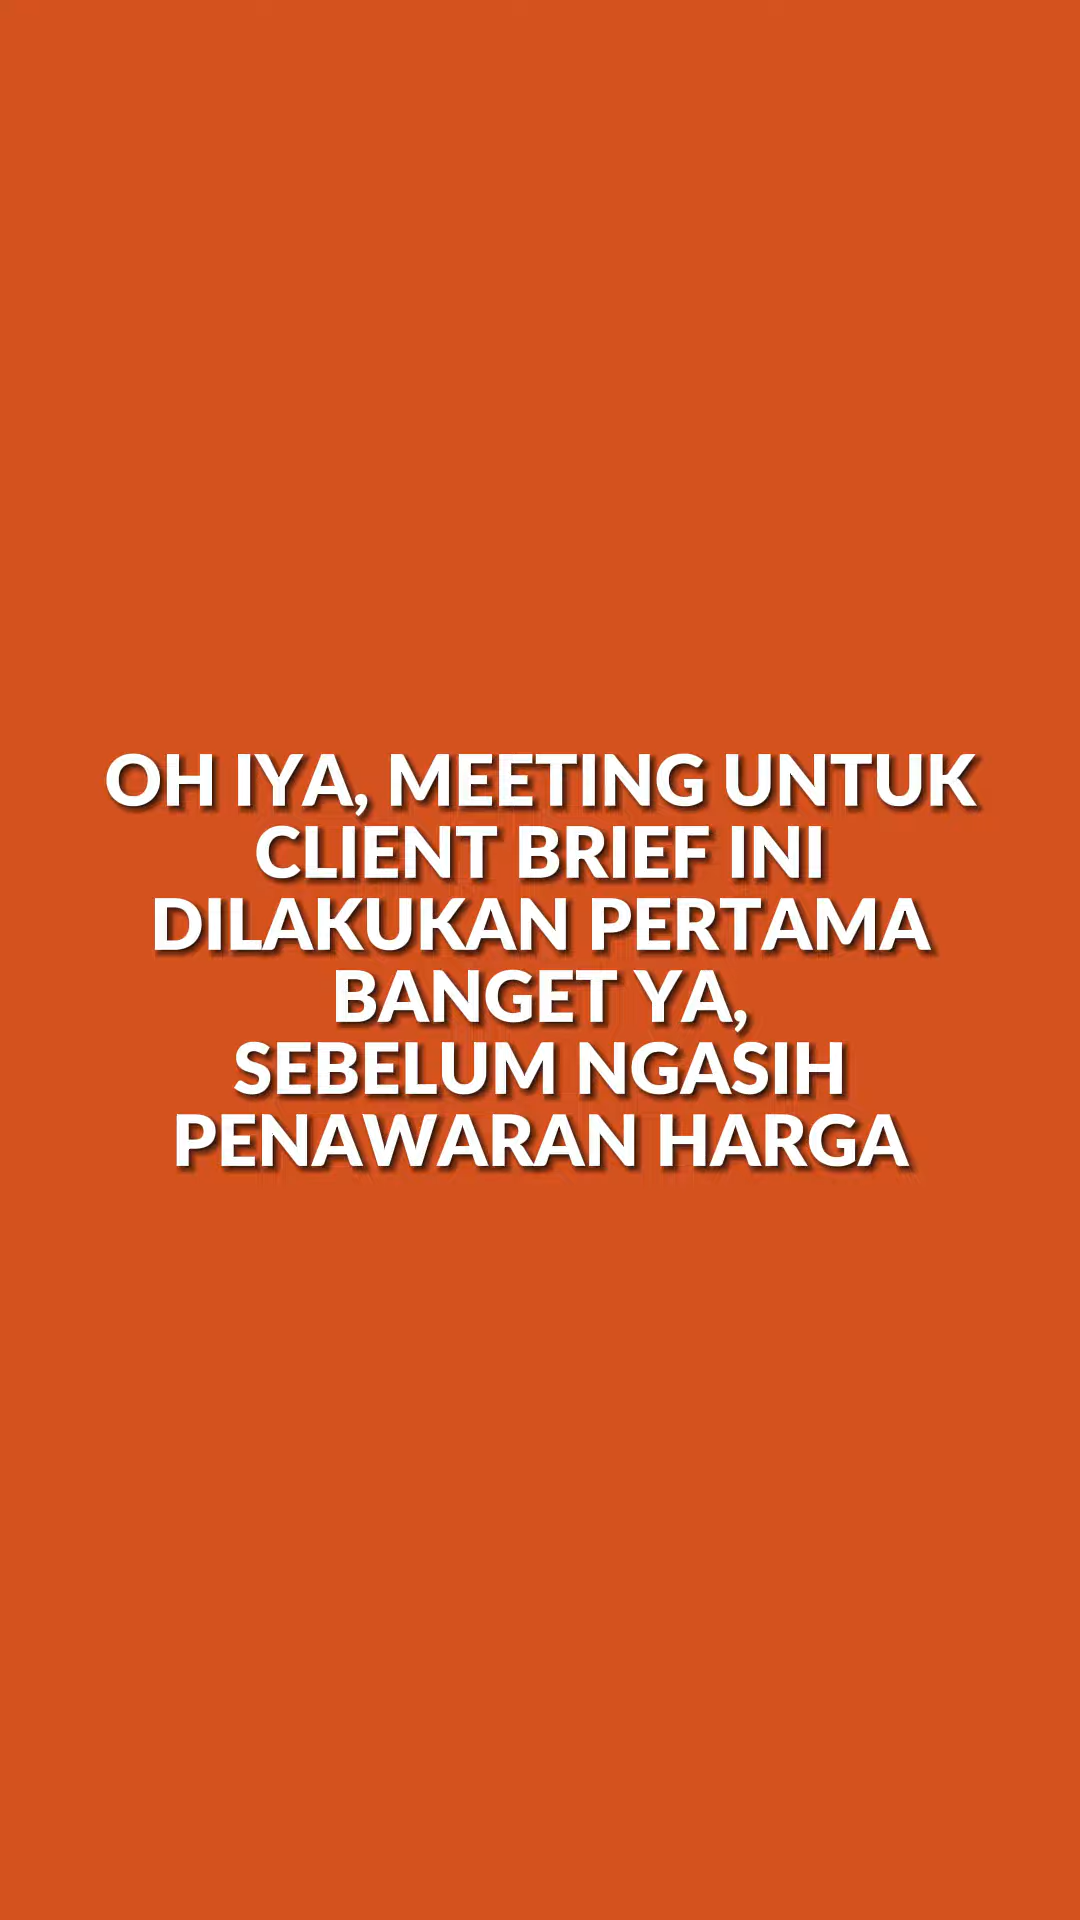 OH IYA, MEETING UNTUK
CLIENT BRIEF INI
DILAKUKAN PERTAMA
BANGET YA,
SEBELUM NGASIH
PENAWARAN HARGA